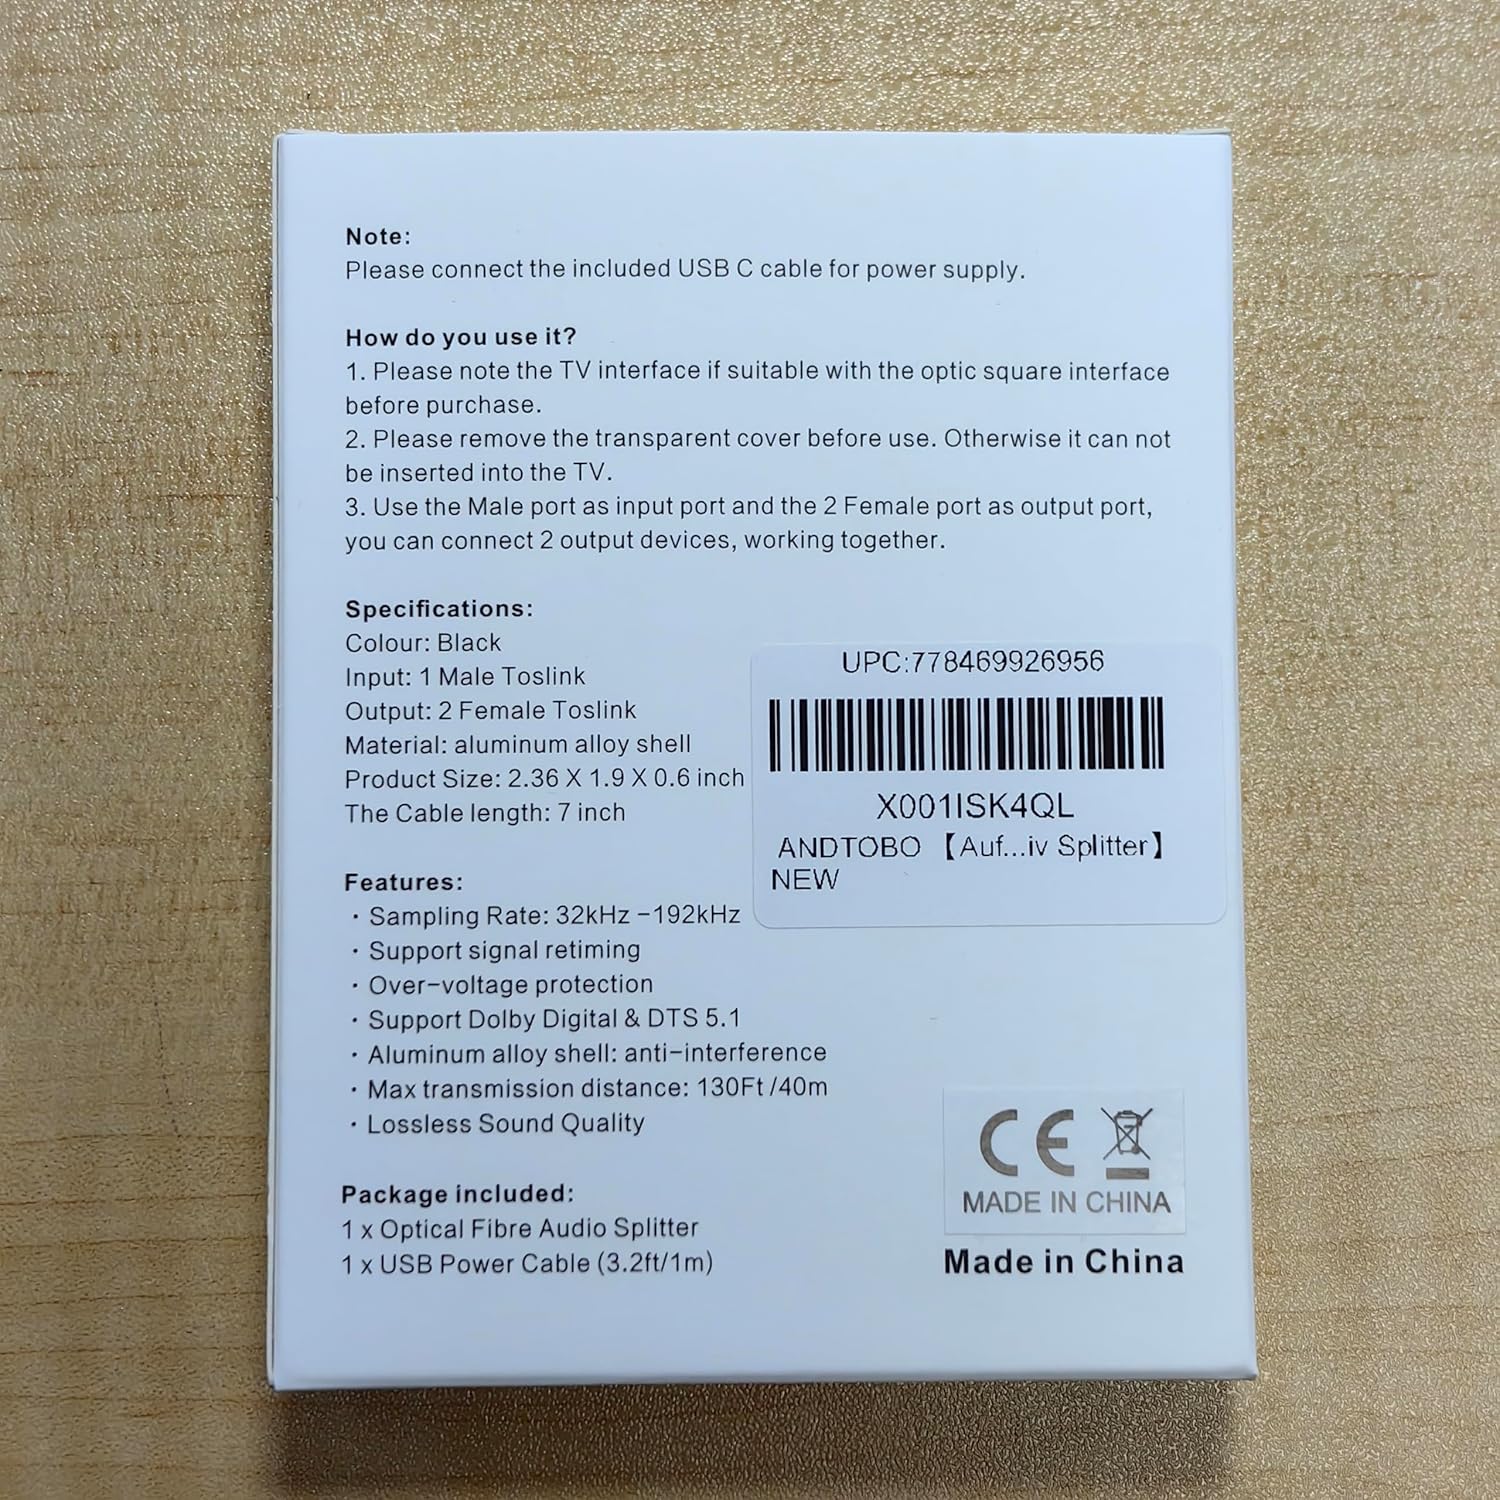 Note:
Please connect the included USB C cable for power supply.
How do you use it?
1. Please note the TV interface if suitable with the optic square interface
before purchase.
2. Please remove the transparent cover before use. Otherwise it can not
be inserted into the TV.
3. Use the Male port as input port and the 2 Female port as output port,
you can connect 2 output devices, working together.
Specifications:
Colour: Black
Input: 1 Male Toslink
Output: 2 Female Toslink
Material: aluminum alloy shell
Product Size: 2.36 X 1.9 X 0.6 inch
The Cable length: 7 inch
UPC:778469926956
X001ISK4QL
ANDTOBO 【Auf...iv Splitter】
NEW
Features:
· Sampling Rate: 32kHz -192kHz
· Support signal retiming
· Over-voltage protection
· Support Dolby Digital & DTS 5.1
· Aluminum alloy shell: anti-interference
· Max transmission distance: 130Ft /40m
· Lossless Sound Quality
Package included:
1 x Optical Fibre Audio Splitter
1 x USB Power Cable (3.2ft/1m)
CE
MADE IN CHINA
Made in China